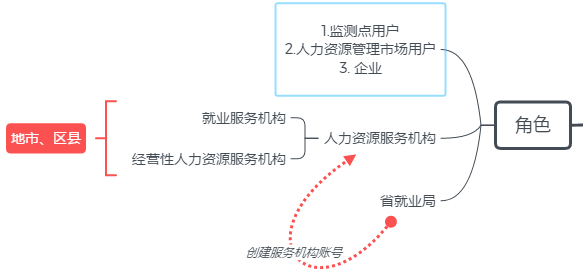 1.监测点用户
2.人力资源管理市场用户
3. 企业
角色
就业服务机构
地市、区县
人力资源服务机构
经营性人力资源服务机构
省就业局
创建服务机构账号